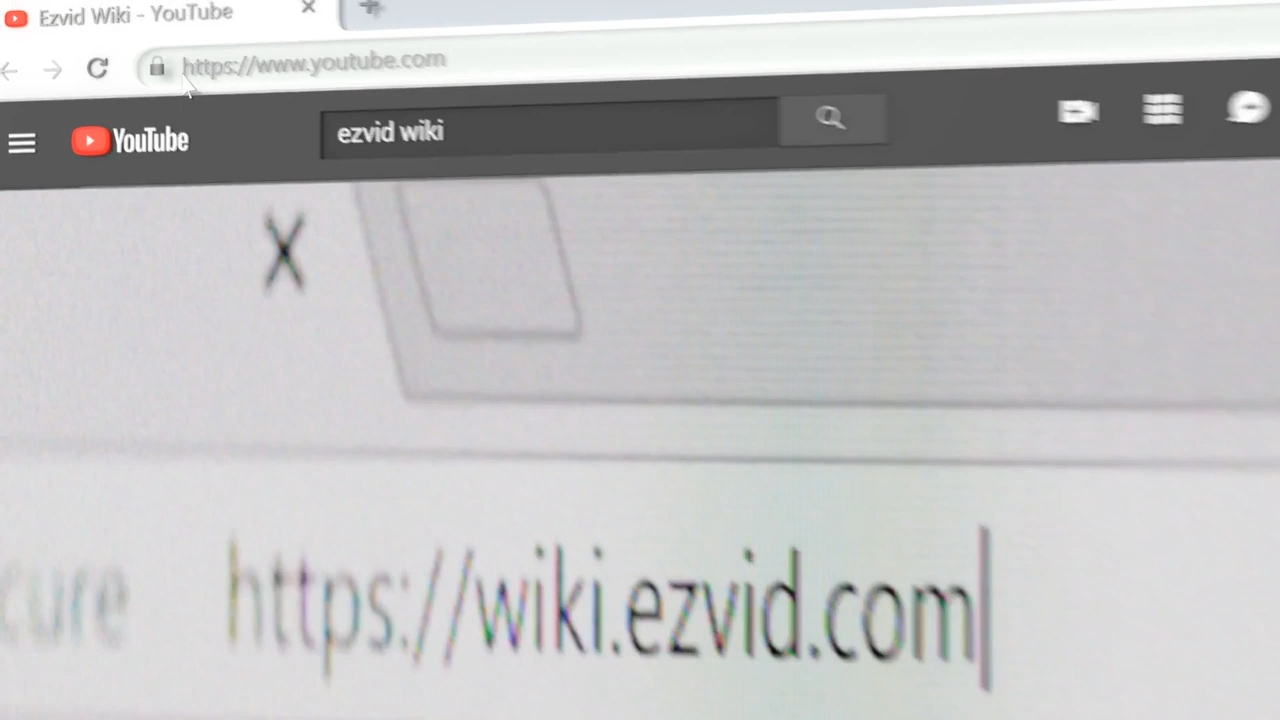 Ezvid Wiki - YouTube
https://www.youtube.com
YouTube
ezvid wiki
X
cure
https://wiki.ezvid.com